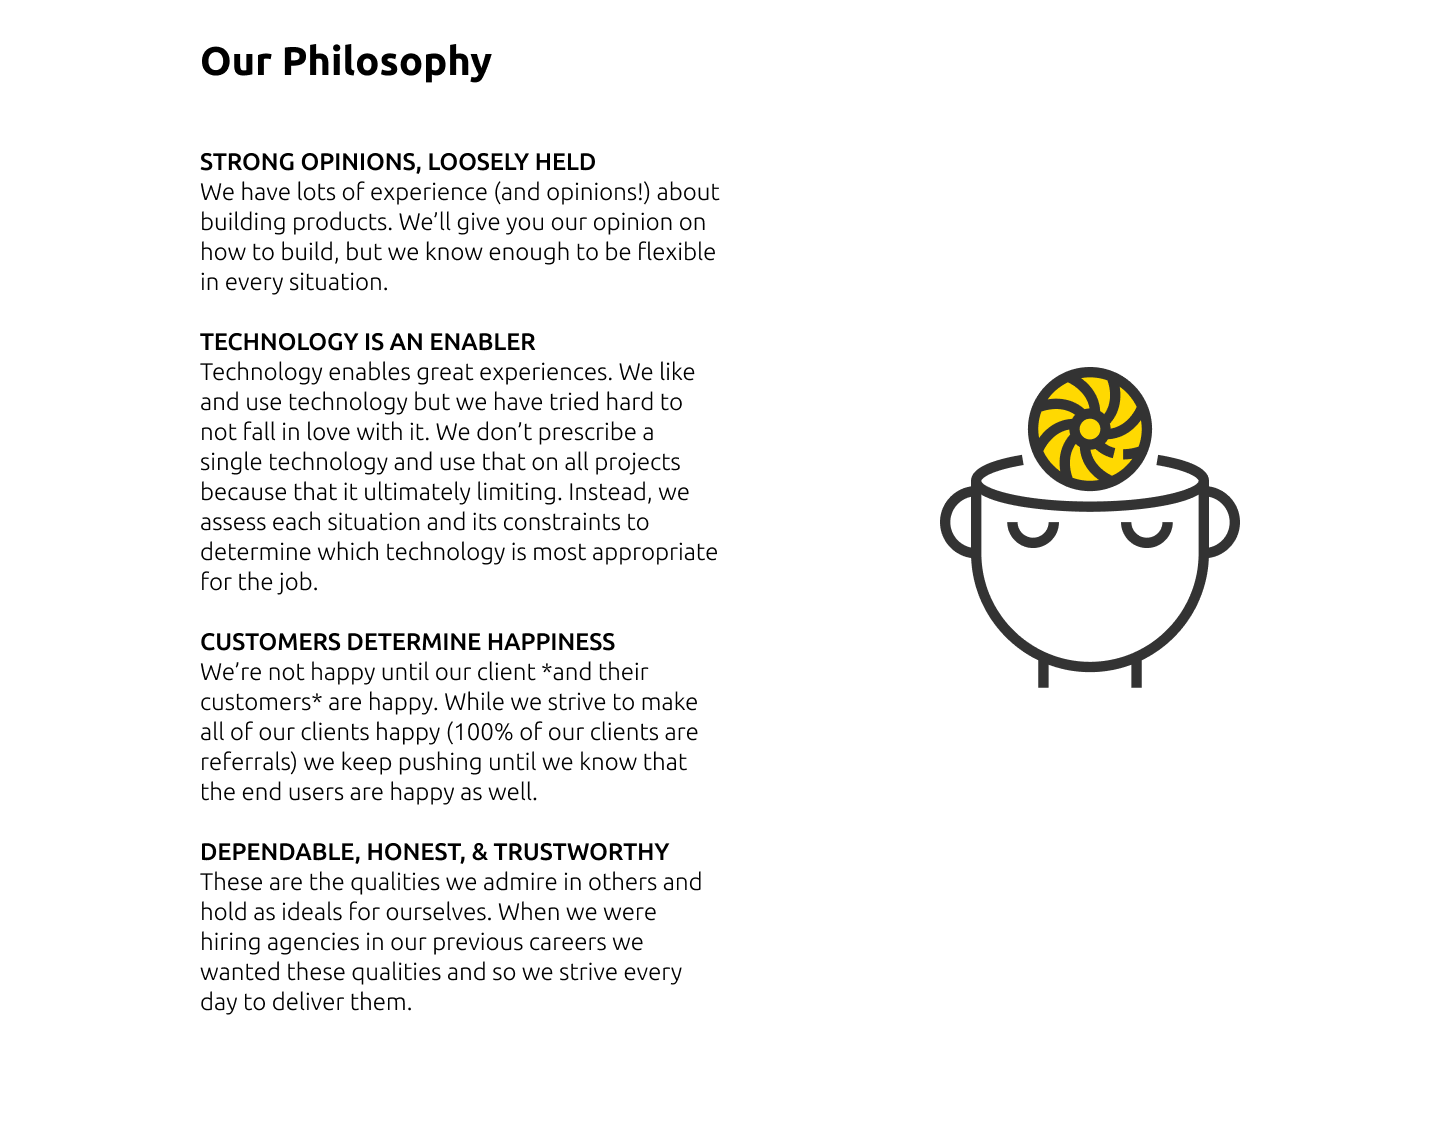 Our Philosophy
STRONG OPINIONS, LOOSELY HELD
We have lots of experience (and opinions!) about
building products. We’ll give you our opinion on
how to build, but we know enough to be flexible
in every situation.
TECHNOLOGY IS AN ENABLER
Technology enables great experiences. We like
and use technology but we have tried hard to
not fall in love with it. We don’t prescribe a
single technology and use that on all projects
because that it ultimately limiting. Instead, we
assess each situation and its constraints to
determine which technology is most appropriate
for the job.
CUSTOMERS DETERMINE HAPPINESS
We’re not happy until our client *and their
customers* are happy. While we strive to make
all of our clients happy (100% of our clients are
referrals) we keep pushing until we know that
the end users are happy as well.
DEPENDABLE, HONEST, & TRUSTWORTHY
These are the qualities we admire in others and
hold as ideals for ourselves. When we were
hiring agencies in our previous careers we
wanted these qualities and so we strive every
day to deliver them.